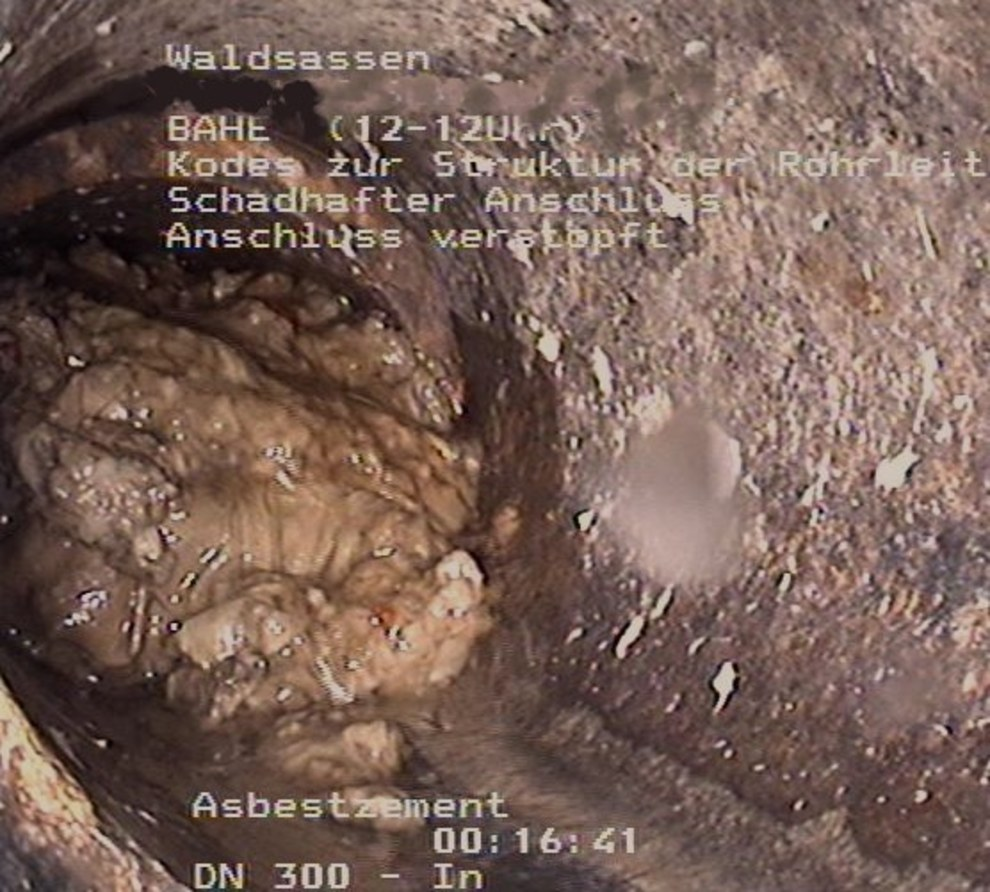 Waldsassen
BAHE (12-12Uhr)
Kodes zur Struktur der Rohrleit
Schadhafter Anschluss
Anschluss verstopft
Asbestzement
00:16:41
DN 300 - In